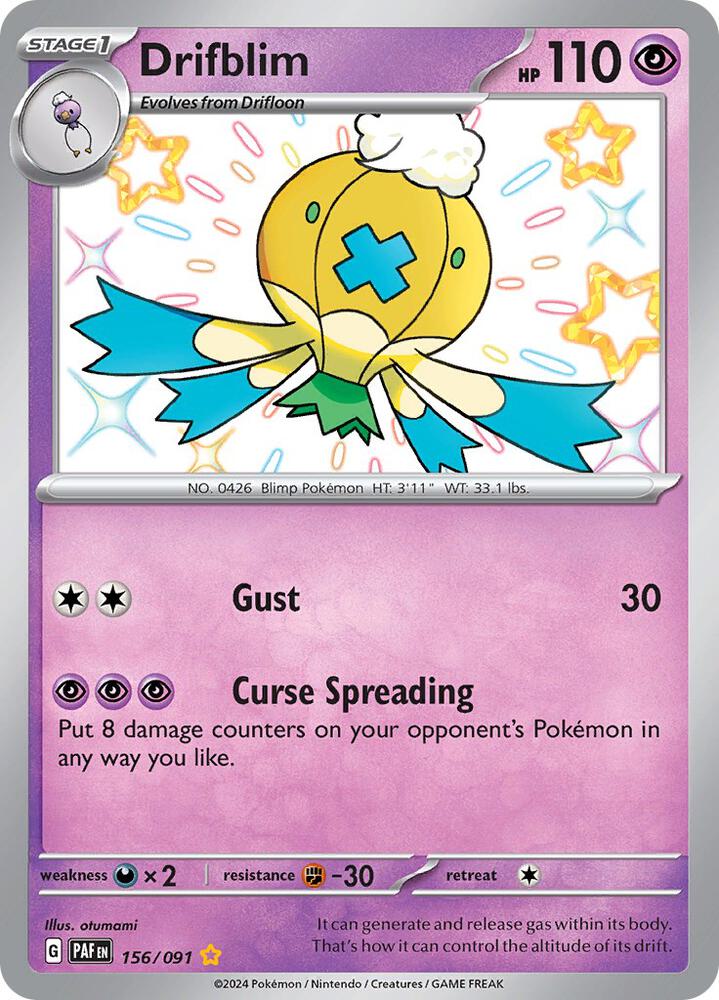 STAGE1
Drifblim
HP 110
Evolves from Drifloon
NO. 0426 Blimp Pokémon HT: 3'11" WT: 33.1 lbs.
Gust 30
Curse Spreading
Put 8 damage counters on your opponent's Pokémon in
any way you like.
weakness ×2 resistance -30 retreat
Illus. otumami
It can generate and release gas within its body.
That's how it can control the altitude of its drift.
G PAF EN 156/091
©2024 Pokémon / Nintendo / Creatures / GAME FREAK